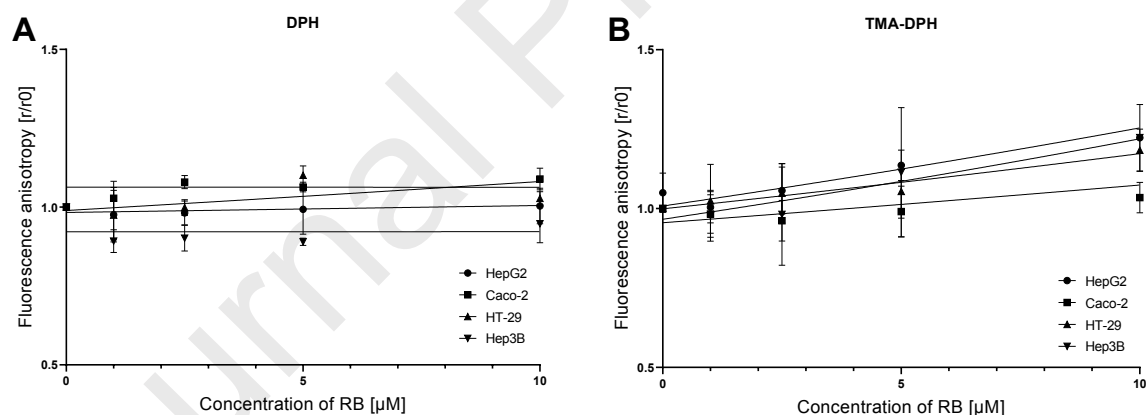 A
DPH
1.5
1.0
0.5
Fluorescence anisotropy [r/r0]
HepG2
Caco-2
HT-29
Hep3B
0 5 10
Concentration of RB [µM]
B
TMA-DPH
1.5
1.0
0.5
Fluorescence anisotropy [r/r0]
HepG2
Caco-2
HT-29
Hep3B
0 5 10
Concentration of RB [µM]